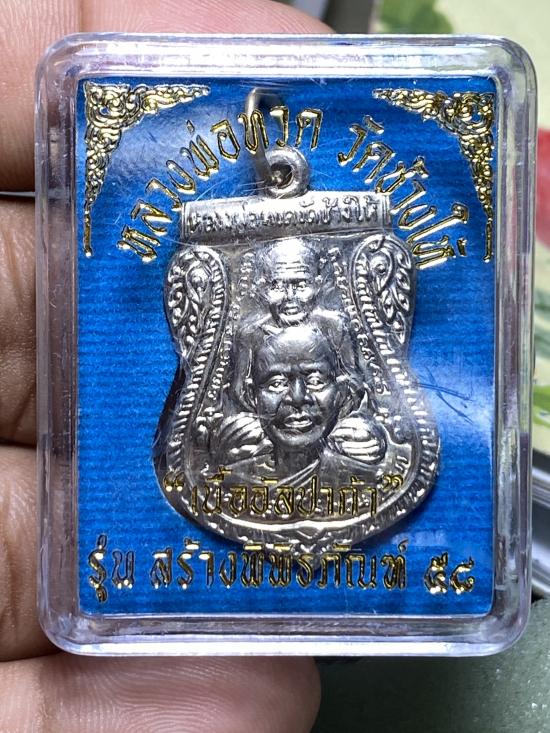 หลวงพ่อทวด วัดช้างให้
"เนื้ออัลปาก้า"
รุ่น สร้างพิพิธภัณฑ์ ๕๘